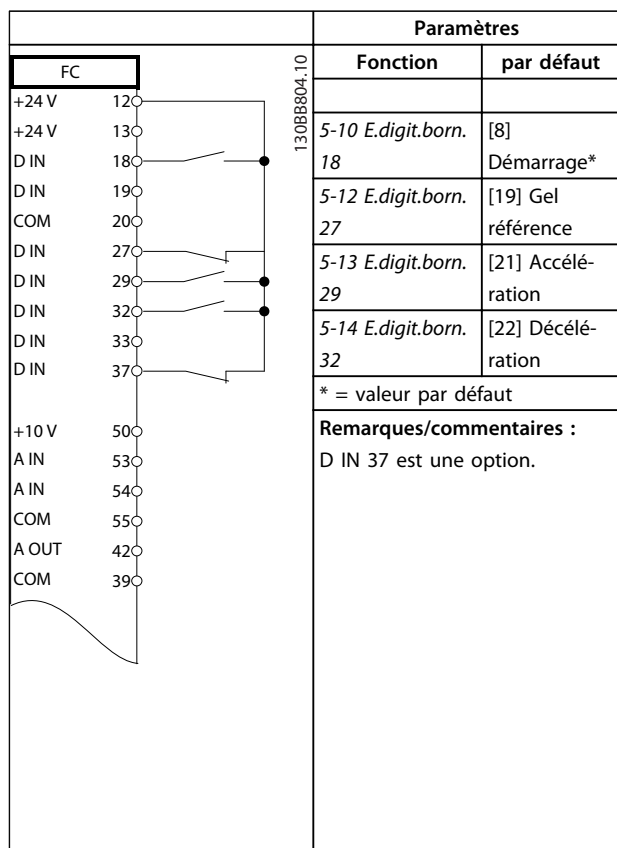 Paramètres
Fonction par défaut
FC
130BB804.10
+24 V 12
+24 V 13
D IN 18
D IN 19
COM 20
D IN 27
D IN 29
D IN 32
D IN 33
D IN 37
+10 V 50
A IN 53
A IN 54
COM 55
A OUT 42
COM 39
5-10 E.digit.born. [8]
18 Démarrage*
5-12 E.digit.born. [19] Gel
27 référence
5-13 E.digit.born. [21] Accélé-
29 ration
5-14 E.digit.born. [22] Décélé-
32 ration
* = valeur par défaut
Remarques/commentaires :
D IN 37 est une option.